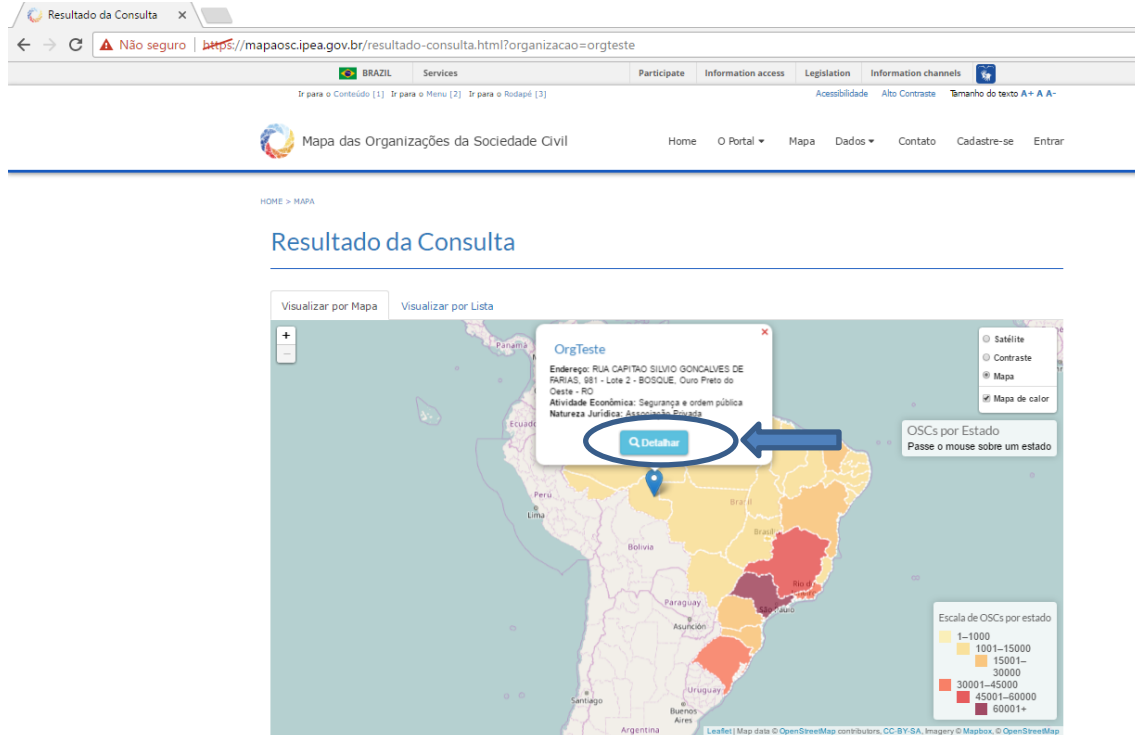 Resultado da Consulta
Não seguro | https://mapaosc.ipea.gov.br/resultado-consulta.html?organizacao=orgteste
BRAZIL Services Participate Information access Legislation Information channels
Ir para o Conteúdo [1] Ir para o Menu [2] Ir para o Rodapé [3] Acessibilidade Alto Contraste Tamanho do texto A+ A A-
Mapa das Organizações da Sociedade Civil Home O Portal Mapa Dados Contato Cadastre-se Entrar
HOME > MAPA
Resultado da Consulta
Visualizar por Mapa Visualizar por Lista
+
-
OrgTeste
Endereço: RUA CAPITAO SILVIO GONCALVES DE
FARIAS, 981 - Lote 2 - BOSQUE, Ouro Preto do
Oeste - RO
Atividade Econômica: Segurança e ordem pública
Natureza Jurídica: Associação Privada
Detalhar
Satélite
Contraste
Mapa
Mapa de calor
OSCs por Estado
Passe o mouse sobre um estado
Panamá
Perú
Lima
Brasil
Brasil
Bolivia
São Paulo
Paraguay
Asunción
Uruguay
Santiago
Buenos
Aires
Argentina
Escala de OSCs por estado
1–1000
1001–15000
15001–
30000
30001–45000
45001–60000
60001+
Leaflet | Map data © OpenStreetMap contributors, CC-BY-SA, Imagery © Mapbox, © OpenStreetMap